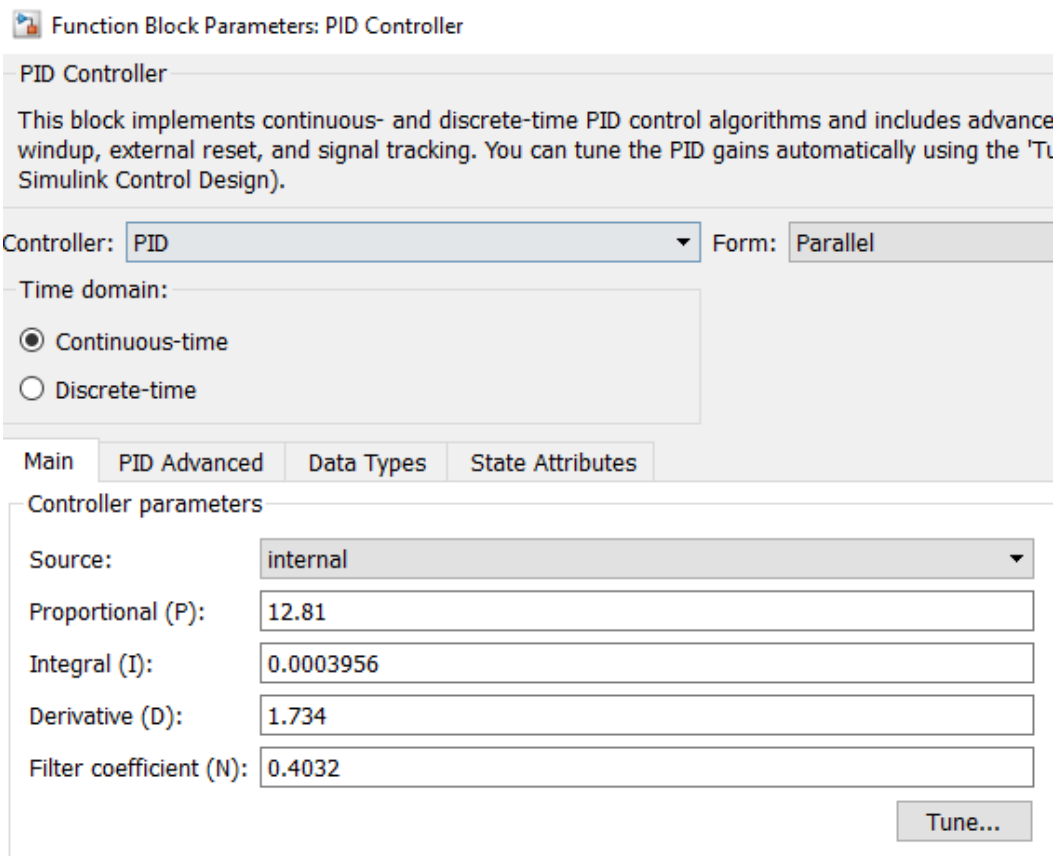 Function Block Parameters: PID Controller
PID Controller
This block implements continuous- and discrete-time PID control algorithms and includes advance
windup, external reset, and signal tracking. You can tune the PID gains automatically using the 'Tu
Simulink Control Design).
Controller: PID Form: Parallel
Time domain:
Continuous-time
Discrete-time
Main PID Advanced Data Types State Attributes
Controller parameters
Source: internal
Proportional (P): 12.81
Integral (I): 0.0003956
Derivative (D): 1.734
Filter coefficient (N): 0.4032
Tune...